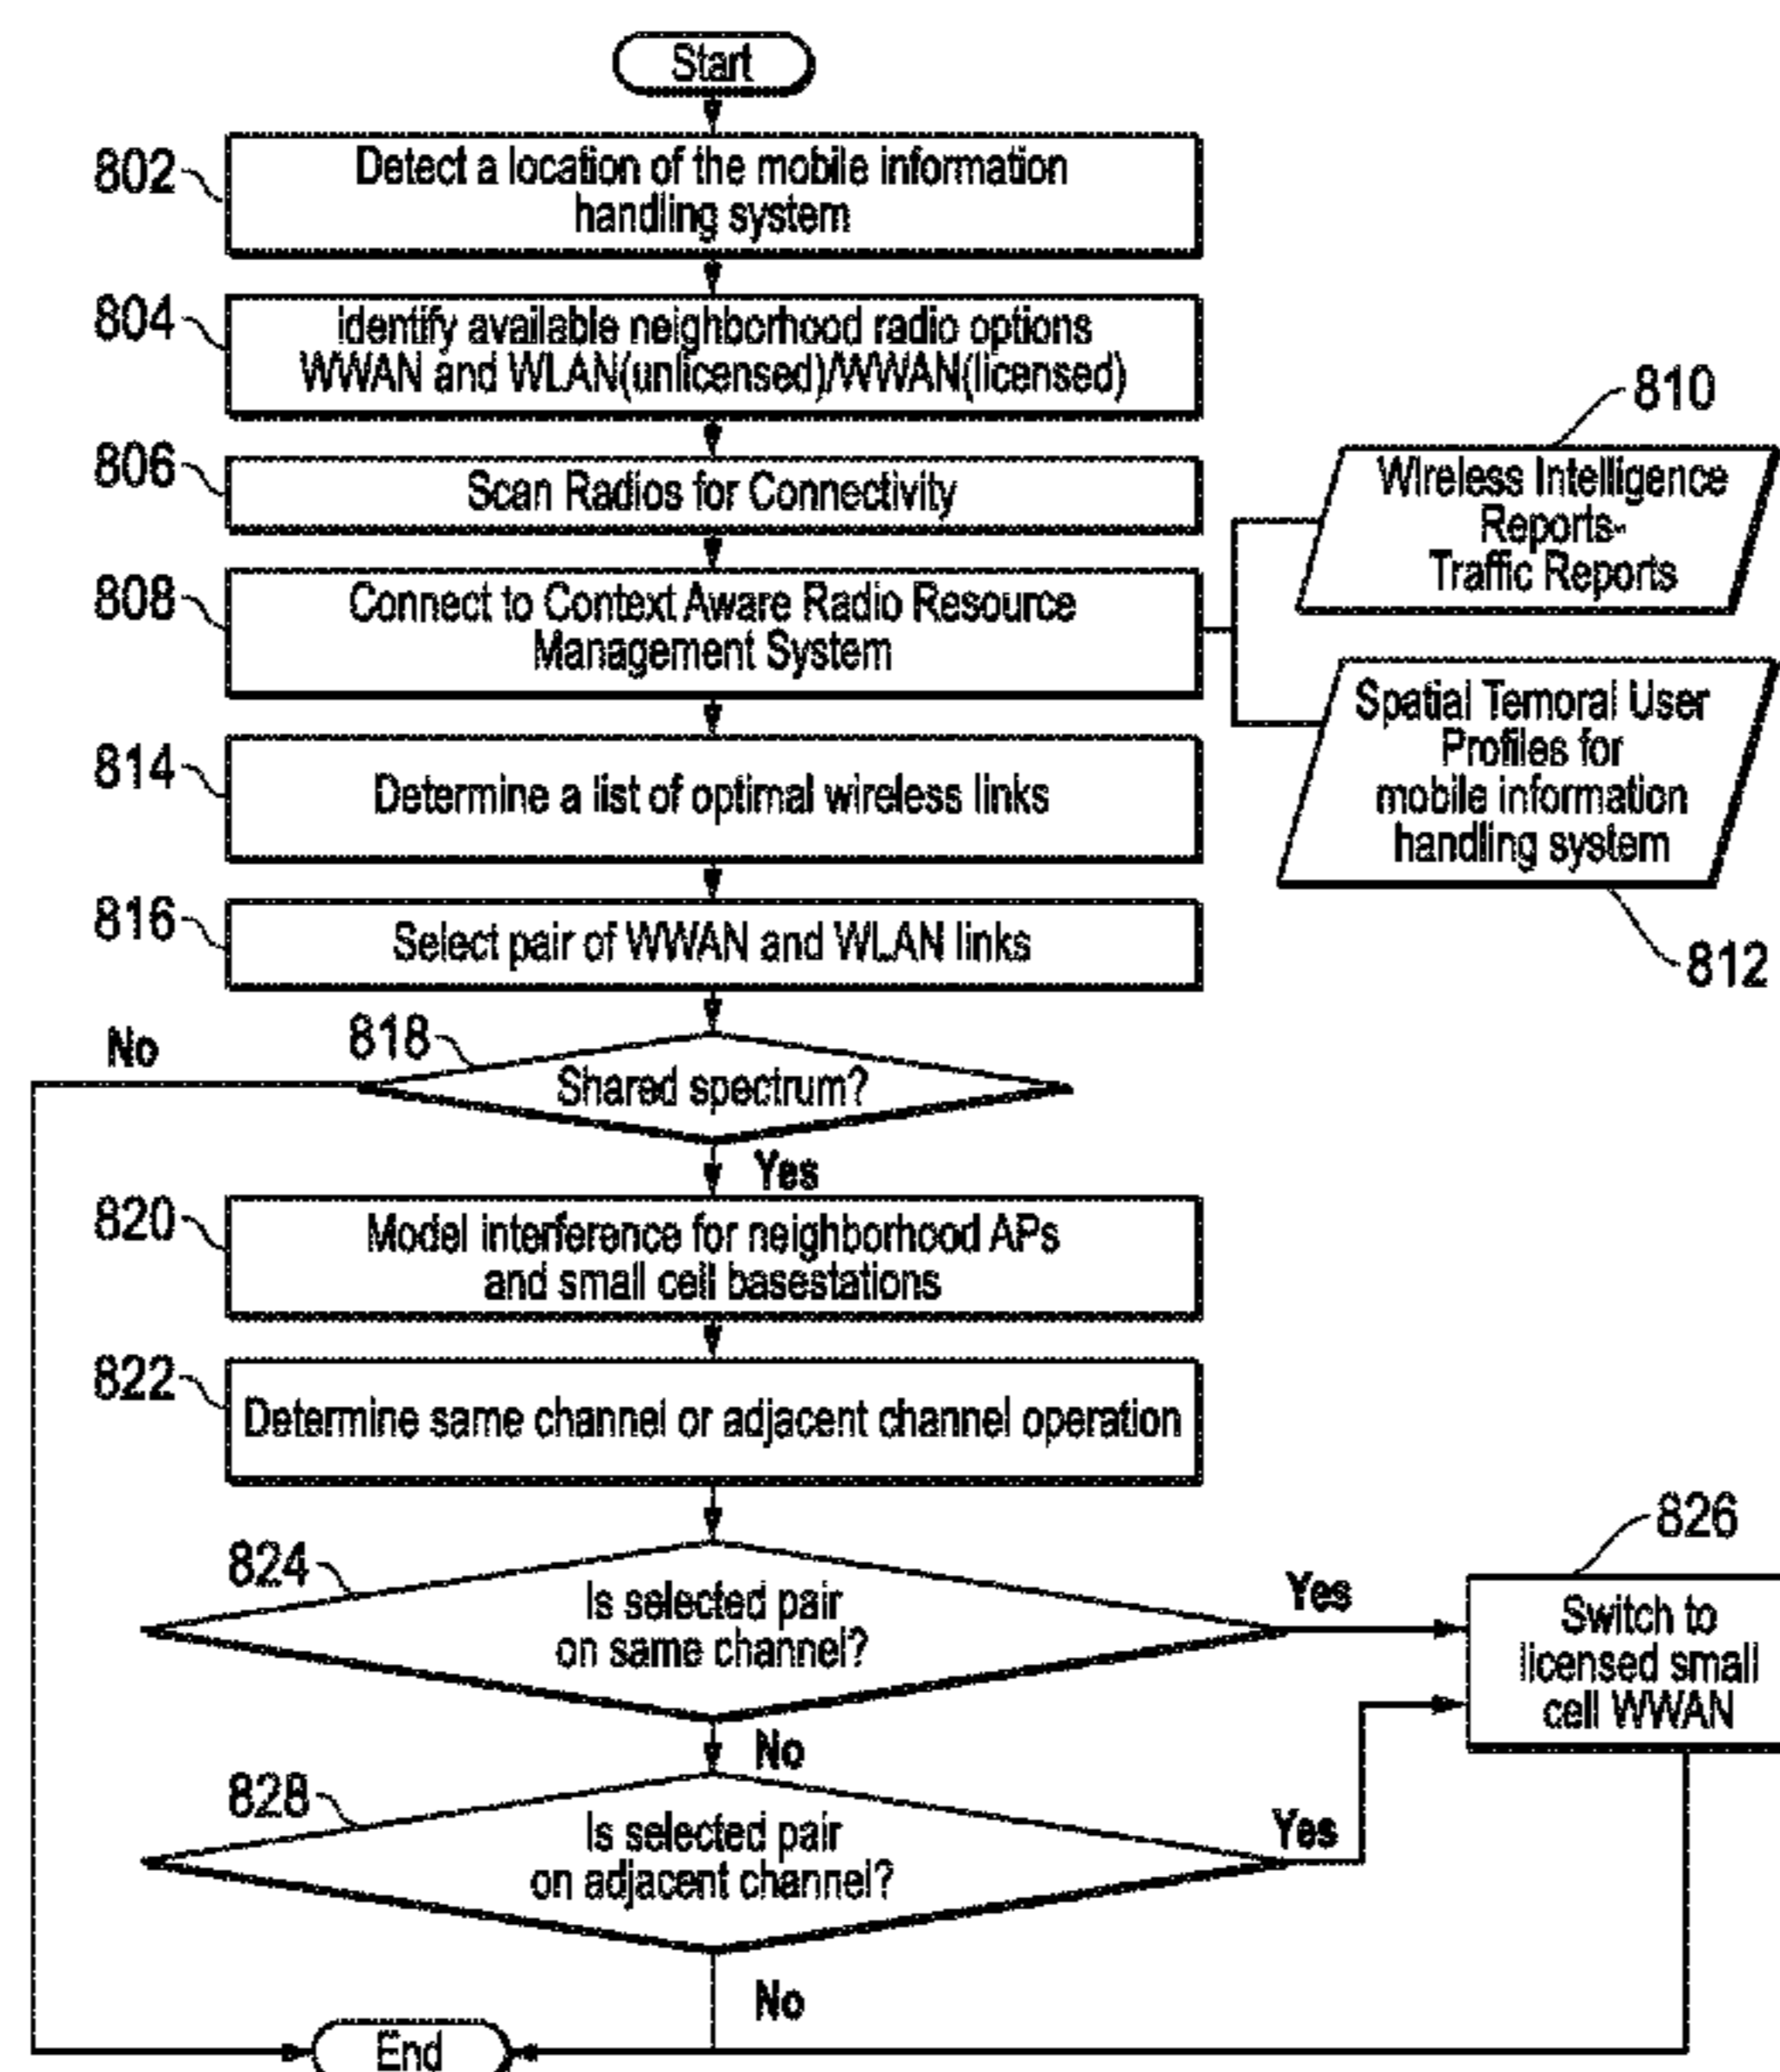 Start
802
Detect a location of the mobile information
handling system
804
identify available neighborhood radio options
WWAN and WLAN(unlicensed)/WWAN(licensed)
806
Scan Radios for Connectivity
808
Connect to Context Aware Radio Resource
Management System
810
Wireless Intelligence
Reports-
Traffic Reports
Spatial Temoral User
Profiles for
mobile information
handling system
812
814
Determine a list of optimal wireless links
816
Select pair of WWAN and WLAN links
818
Shared spectrum?
No
Yes
820
Model interference for neighborhood APs
and small cell basestations
822
Determine same channel or adjacent channel operation
824
Is selected pair
on same channel?
Yes
826
Switch to
licensed small
cell WWAN
No
828
Is selected pair
on adjacent channel?
Yes
No
End